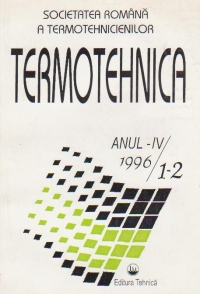 SOCIETATEA ROMÂNĂ
A TERMOTEHNICIENILOR
TERMOTEHNICA
ANUL -IV/
1996/1-2
Editura Tehnică